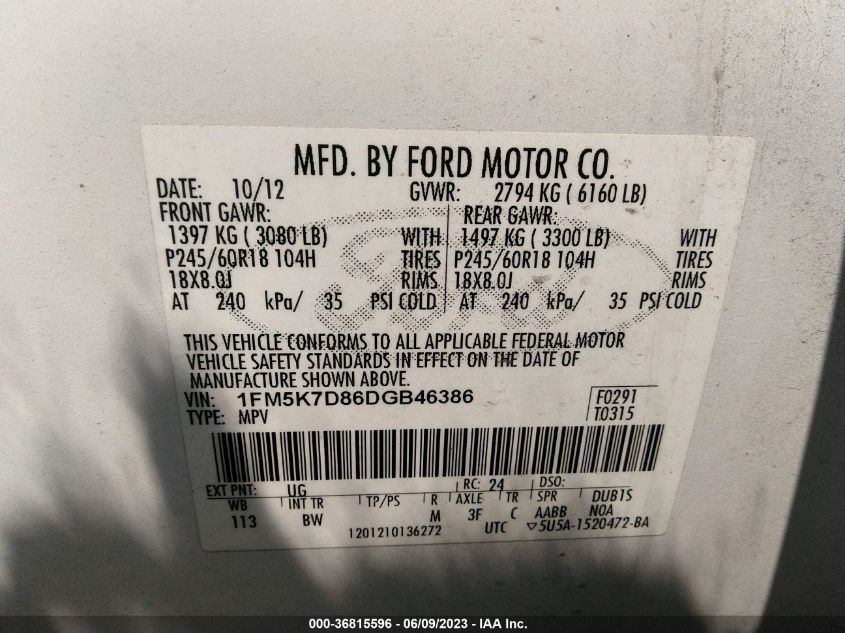 MFD. BY FORD MOTOR CO.
DATE: 10/12 GVWR: 2794 KG ( 6160 LB)
FRONT GAWR: REAR GAWR:
1397 KG ( 3080 LB) WITH 1497 KG ( 3300 LB) WITH
P245/60R18 104H TIRES P245/60R18 104H TIRES
18X8.0J RIMS 18X8.0J RIMS
AT 240 kPa/ 35 PSI COLD AT 240 kPa/ 35 PSI COLD
THIS VEHICLE CONFORMS TO ALL APPLICABLE FEDERAL MOTOR
VEHICLE SAFETY STANDARDS IN EFFECT ON THE DATE OF
MANUFACTURE SHOWN ABOVE.
VIN: 1FM5K7D86DGB46386 F0291
TYPE: MPV T0315
EXT PNT: UG RC: 24 DSO:
WB INT TR TP/PS R AXLE TR SPR DUB1S
113 BW M 3F C AABB NOA
1201210136272 UTC ▽5U5A-1520472-BA
000-36815596 - 06/09/2023 - IAA Inc.